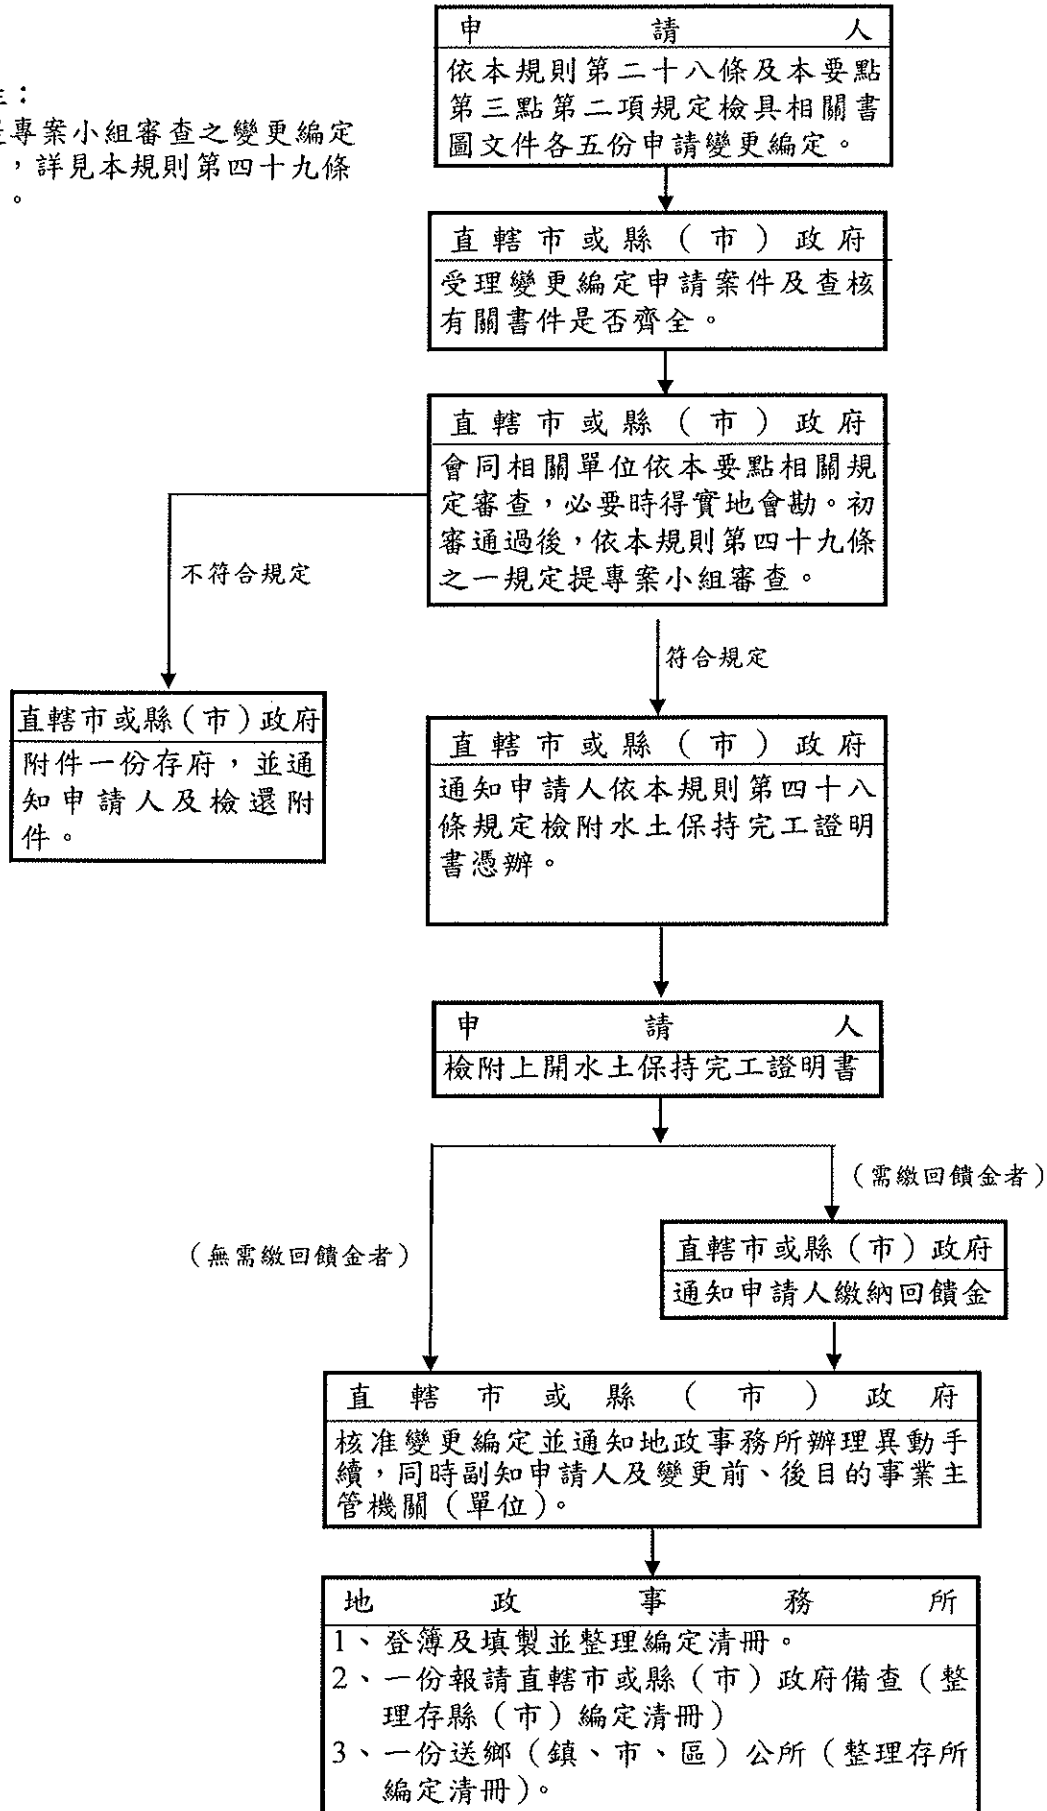 申請人
依本規則第二十八條及本要點
第三點第二項規定檢具相關書
圖文件各五份申請變更編定。
：
專案小組審查之變更編定
，詳見本規則第四十九條
。
直轄市或縣（市）政府
受理變更編定申請案件及查核
有關書件是否齊全。
直轄市或縣（市）政府
會同相關單位依本要點相關規
定審查，必要時得實地會勘。初
審通過後，依本規則第四十九條
之一規定提專案小組審查。
不符合規定
符合規定
直轄市或縣（市）政府
附件一份存府，並通
知申請人及檢還附
件。
直轄市或縣（市）政府
通知申請人依本規則第四十八
條規定檢附水土保持完工證明
書憑辦。
申請人
檢附上開水土保持完工證明書
（需繳回饋金者）
（無需繳回饋金者）
直轄市或縣（市）政府
通知申請人繳納回饋金
直轄市或縣（市）政府
核准變更編定並通知地政事務所辦理異動手
續，同時副知申請人及變更前、後目的事業主
管機關（單位）。
地政事務所
1、登簿及填製並整理編定清冊。
2、一份報請直轄市或縣（市）政府備查（整
理存縣（市）編定清冊）
3、一份送鄉（鎮、市、區）公所（整理存所
編定清冊）。